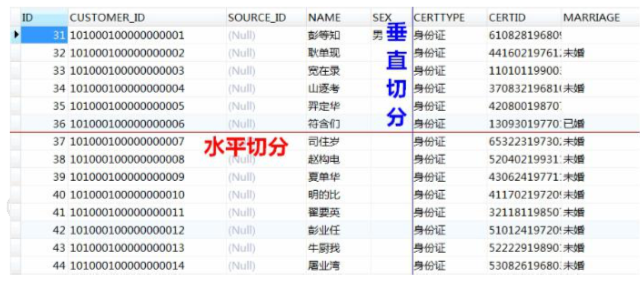 ID CUSTOMER_ID SOURCE_ID NAME SEX CERTTYPE CERTID MARRIAGE
31 101000100000000001 (Null) 彭等知 男 身份证 61082819680
32 101000100000000002 (Null) 耿单现 身份证 44160219761 未婚
33 101000100000000003 (Null) 宽在录 身份证 11010119900
34 101000100000000004 (Null) 山逐考 身份证 37083219681 未婚
35 101000100000000005 (Null) 羿定华 身份证 42080019870
36 101000100000000006 (Null) 符含们 身份证 13093019770 已婚
垂直切分
37 101000100000000007 (Null) 司住岁 身份证 65322319730 未婚
水平切分
38 101000100000000008 (Null) 赵构电 身份证 52040219931 未婚
39 101000100000000009 (Null) 夏单华 身份证 43062419771 未婚
40 101000100000000010 (Null) 明的比 身份证 41170219720 未婚
41 101000100000000011 (Null) 翟要英 身份证 32118119850 未婚
42 101000100000000012 (Null) 彭业任 身份证 51012419720 未婚
43 101000100000000013 (Null) 牛厨找 身份证 52222919890 未婚
44 101000100000000014 (Null) 屠业湾 身份证 53082619680 未婚